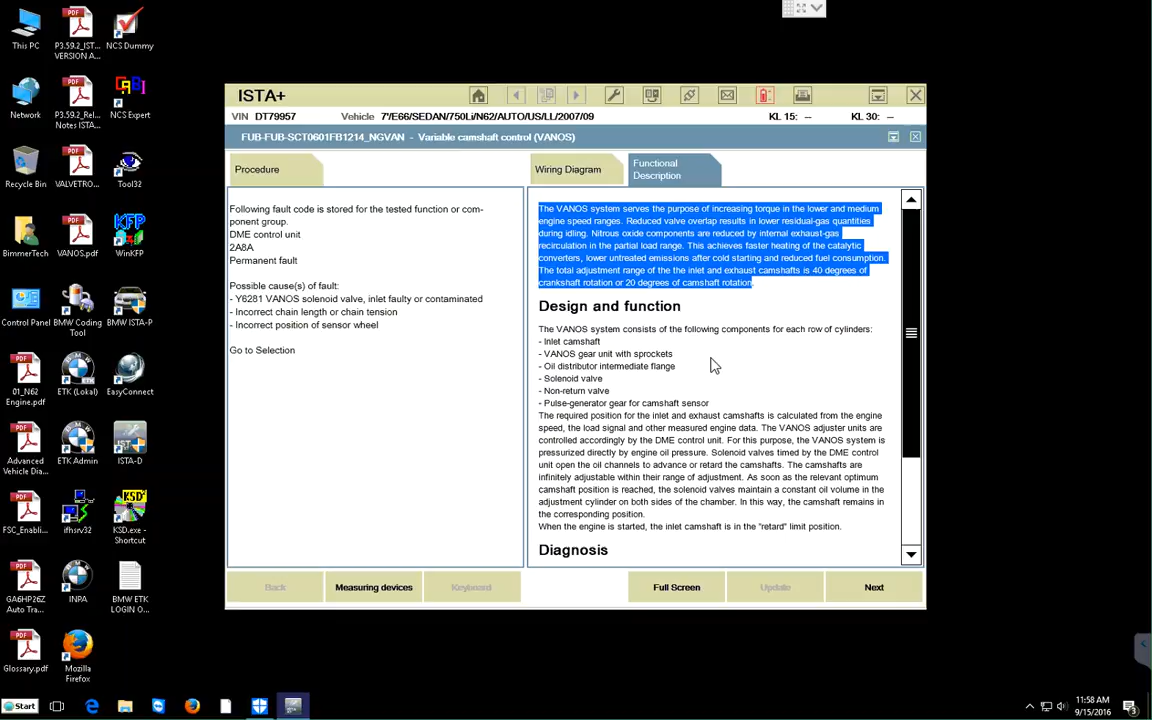 This PC
P3.59.2_IST...
VERSION A...
NCS Dummy
Network
P3.59.2_Rel...
Notes ISTA...
NCS Expert
Recycle Bin
VALVETRO...
Tool32
BimmerTech
VANOS.pdf
WinKFP
Control Panel
BMW Coding
Tool
BMW ISTA-P
01_N62
Engine.pdf
ETK (Lokal)
EasyConnect
Advanced
Vehicle Dia...
ETK Admin
ISTA-D
FSC_Enabli...
ifhsrv32
KSD.exe -
Shortcut
GA6HP26Z
Auto Tra...
INPA
BMW ETK
LOGIN O...
Glossary.pdf
Mozilla
Firefox
ISTA+
VIN DT79957 Vehicle 7'/E66/SEDAN/750Li/N62/AUTO/US/LL/2007/09 KL 15: -- KL 30: --
FUB-FUB-SCT0601FB1214_NGVAN - Variable camshaft control (VANOS)
Procedure
Wiring Diagram
Functional
Description
Following fault code is stored for the tested function or com-
ponent group.
DME control unit
2A8A
Permanent fault
Possible cause(s) of fault:
- Y6281 VANOS solenoid valve, inlet faulty or contaminated
- Incorrect chain length or chain tension
- Incorrect position of sensor wheel
Go to Selection
The VANOS system serves the purpose of increasing torque in the lower and medium
engine speed ranges. Reduced valve overlap results in lower residual-gas quantities
during idling. Nitrous oxide components are reduced by internal exhaust-gas
recirculation in the partial load range. This achieves faster heating of the catalytic
converters, lower untreated emissions after cold starting and reduced fuel consumption.
The total adjustment range of the the inlet and exhaust camshafts is 40 degrees of
crankshaft rotation or 20 degrees of camshaft rotation.
Design and function
The VANOS system consists of the following components for each row of cylinders:
- Inlet camshaft
- VANOS gear unit with sprockets
- Oil distributor intermediate flange
- Solenoid valve
- Non-return valve
- Pulse-generator gear for camshaft sensor
The required position for the inlet and exhaust camshafts is calculated from the engine
speed, the load signal and other measured engine data. The VANOS adjuster units are
controlled accordingly by the DME control unit. For this purpose, the VANOS system is
pressurized directly by engine oil pressure. Solenoid valves timed by the DME control
unit open the oil channels to advance or retard the camshafts. The camshafts are
infinitely adjustable within their range of adjustment. As soon as the relevant optimum
camshaft position is reached, the solenoid valves maintain a constant oil volume in the
adjustment cylinder on both sides of the chamber. In this way, the camshaft remains in
the corresponding position.
When the engine is started, the inlet camshaft is in the "retard" limit position.
Diagnosis
Back
Measuring devices
Keyboard
Full Screen
Update
Next
Start
11:58 AM
9/15/2016